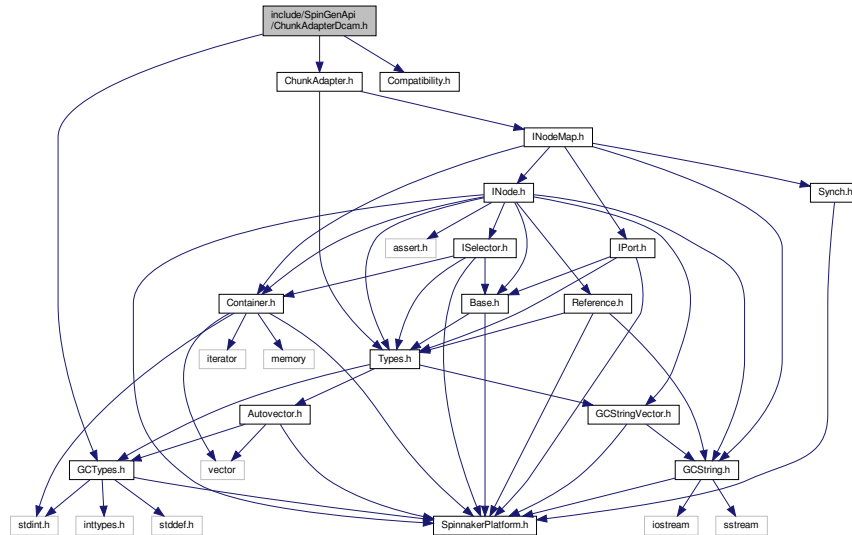 include/SpinGenApi
/ChunkAdapterDcam.h
ChunkAdapter.h
Compatibility.h
INodeMap.h
INode.h
Synch.h
assert.h
ISelector.h
IPort.h
Container.h
Base.h
Reference.h
iterator
memory
Types.h
Autovector.h
GCStringVector.h
GCTypes.h
vector
GCString.h
stdint.h
inttypes.h
stddef.h
SpinnakerPlatform.h
iostream
sstream